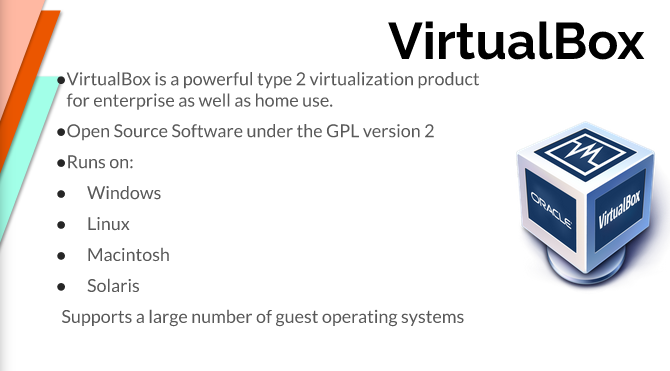 VirtualBox
●VirtualBox is a powerful type 2 virtualization product
for enterprise as well as home use.
●Open Source Software under the GPL version 2
●Runs on:
● Windows
● Linux
● Macintosh
● Solaris
Supports a large number of guest operating systems
ORACLE
VirtualBox